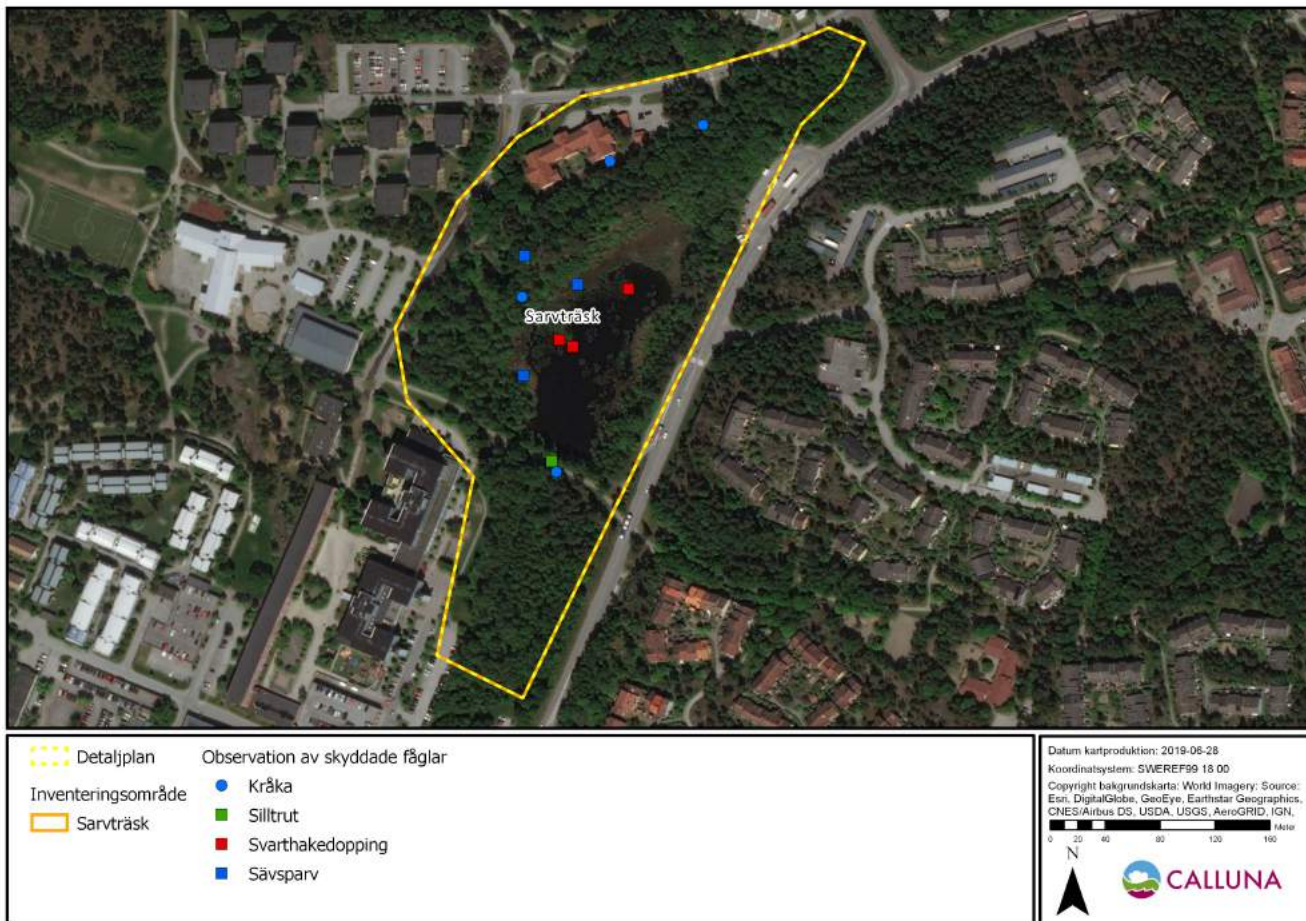 Sarvträsk
Detaljplan
Inventeringsområde
Sarvträsk
Observation av skyddade fåglar
Kråka
Silltrut
Svarthakedopping
Sävsparv
Datum kartproduktion: 2019-06-28
Koordinatsystem: SWEREF99 18 00
Copyright bakgrundskarta: World Imagery: Source:
Esri, DigitalGlobe, GeoEye, Earthstar Geographics,
CNES/Airbus DS, USDA, USGS, AeroGRID, IGN,
Meter
0 20 40 80 120 160
N
CALLUNA